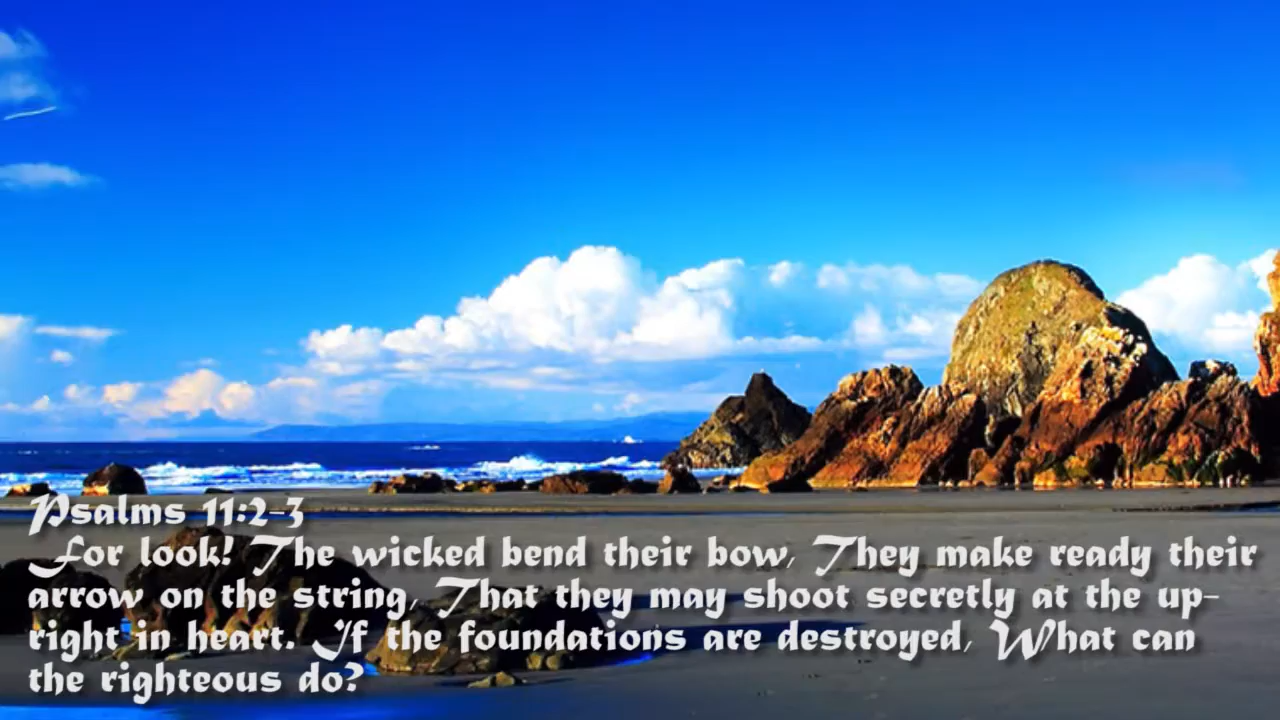 Psalms 11:2-3
For look! The wicked bend their bow, They make ready their
arrow on the string, That they may shoot secretly at the up-
right in heart. If the foundations are destroyed, What can
the righteous do?